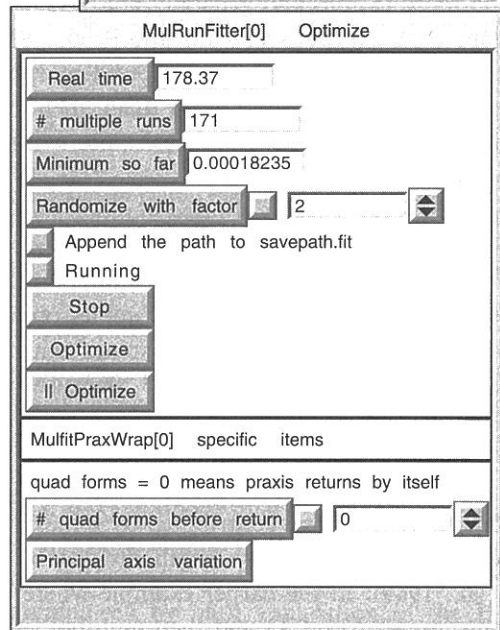 MulRunFitter[0] Optimize
Real time 178.37
# multiple runs 171
Minimum so far 0.00018235
Randomize with factor 2
Append the path to savepath.fit
Running
Stop
Optimize
|| Optimize
MulfitPraxWrap[0] specific items
quad forms = 0 means praxis returns by itself
# quad forms before return 0
Principal axis variation